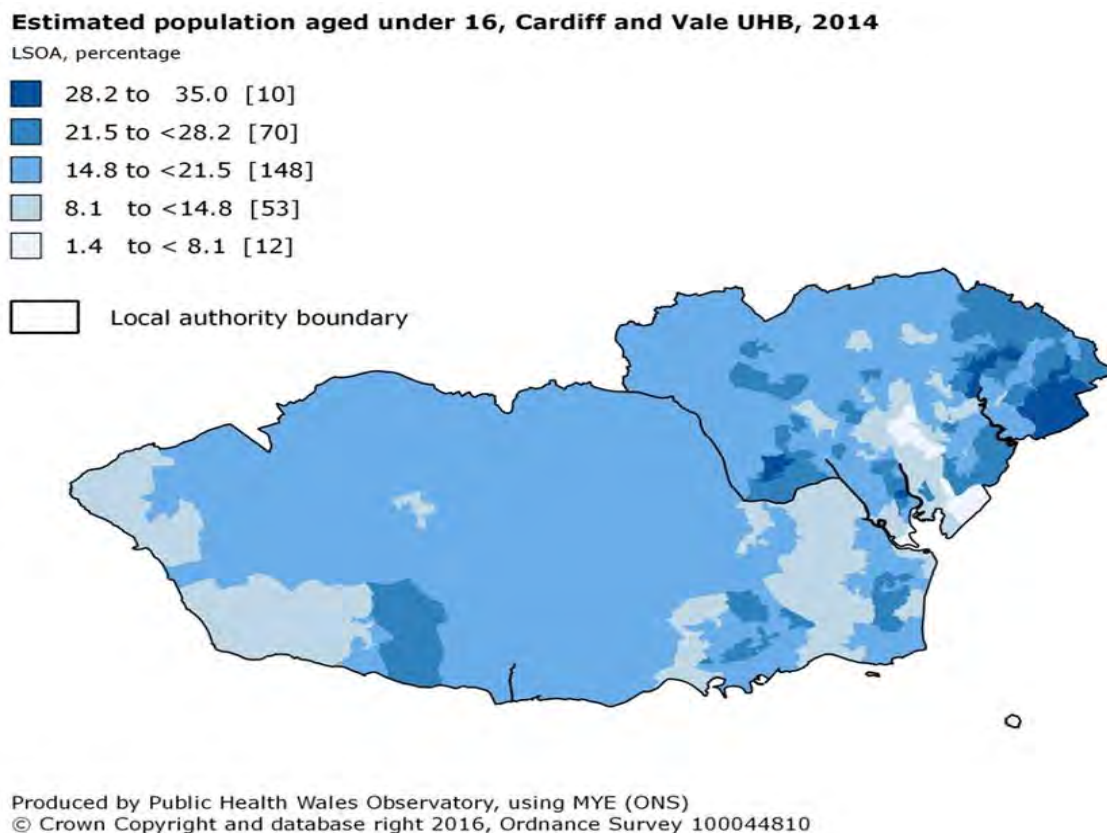 Estimated population aged under 16, Cardiff and Vale UHB, 2014
LSOA, percentage
28.2 to 35.0 [10]
21.5 to <28.2 [70]
14.8 to <21.5 [148]
8.1 to <14.8 [53]
1.4 to < 8.1 [12]
Local authority boundary
Produced by Public Health Wales Observatory, using MYE (ONS)
© Crown Copyright and database right 2016, Ordnance Survey 100044810